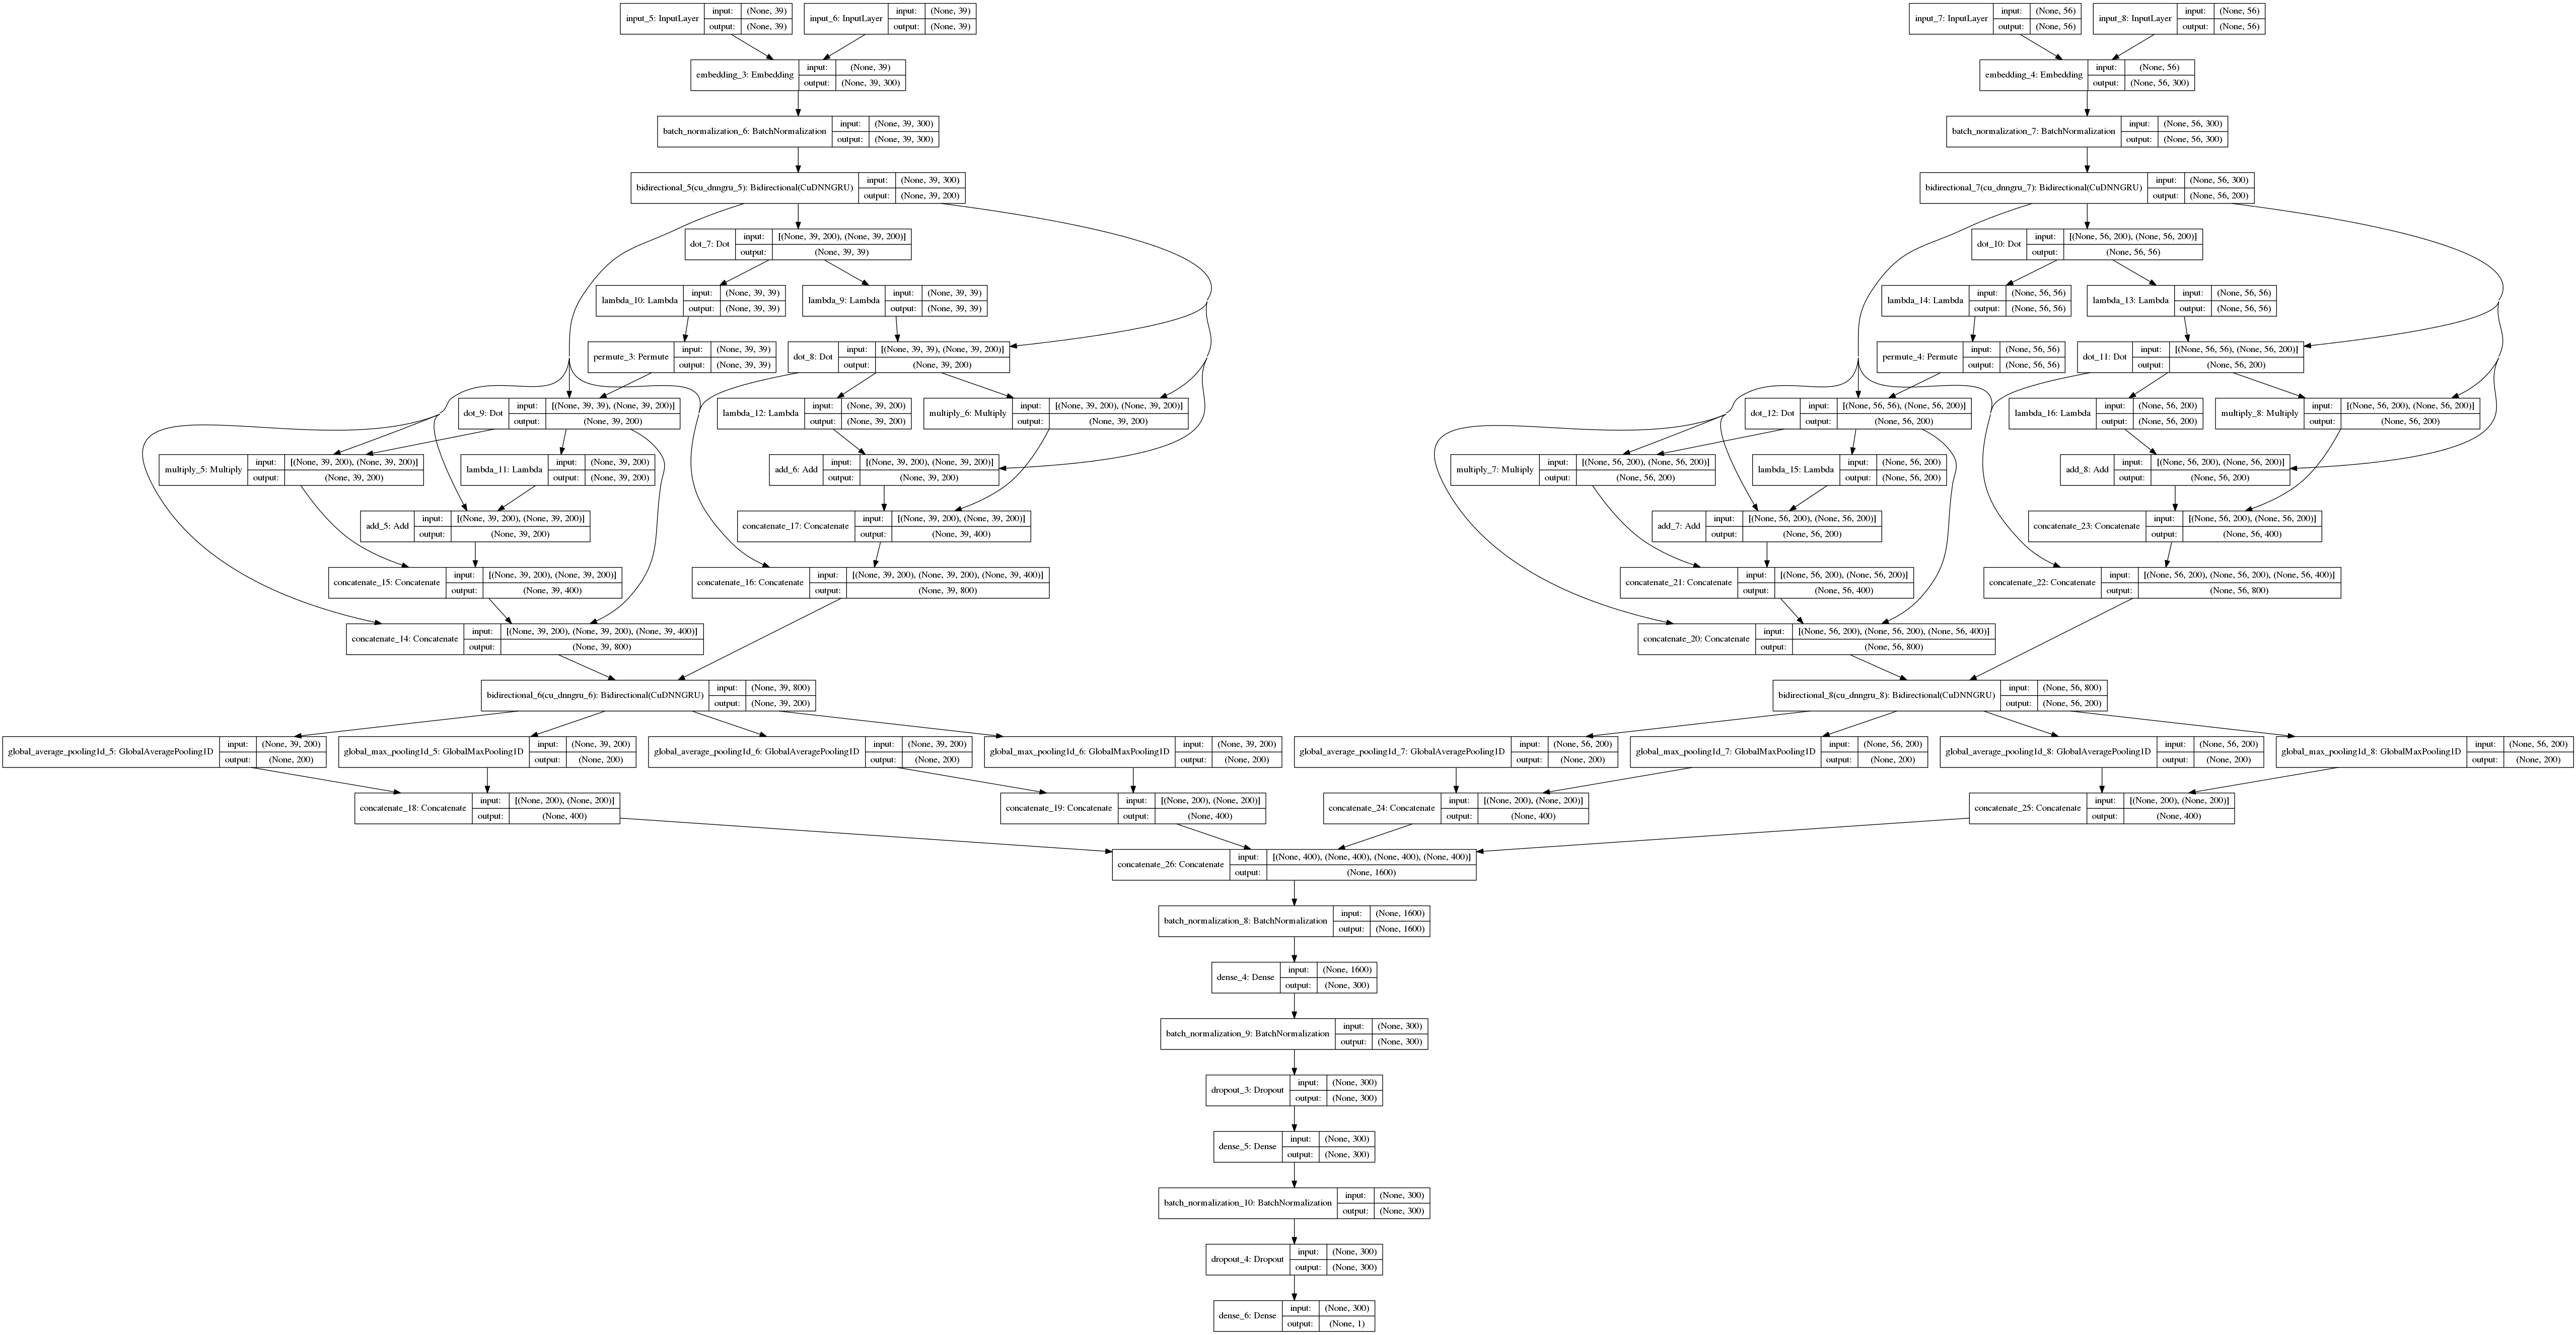 input_5: InputLayer input: (None, 39) output: (None, 39)
input_6: InputLayer input: (None, 39) output: (None, 39)
input_7: InputLayer input: (None, 56) output: (None, 56)
input_8: InputLayer input: (None, 56) output: (None, 56)
embedding_3: Embedding input: (None, 39) output: (None, 39, 300)
embedding_4: Embedding input: (None, 56) output: (None, 56, 300)
batch_normalization_6: BatchNormalization input: (None, 39, 300) output: (None, 39, 300)
batch_normalization_7: BatchNormalization input: (None, 56, 300) output: (None, 56, 300)
bidirectional_5(cu_dnngru_5): Bidirectional(CuDNNGRU) input: (None, 39, 300) output: (None, 39, 200)
bidirectional_7(cu_dnngru_7): Bidirectional(CuDNNGRU) input: (None, 56, 300) output: (None, 56, 200)
dot_7: Dot input: [(None, 39, 200), (None, 39, 200)] output: (None, 39, 39)
dot_10: Dot input: [(None, 56, 200), (None, 56, 200)] output: (None, 56, 56)
lambda_10: Lambda input: (None, 39, 39) output: (None, 39, 39)
lambda_9: Lambda input: (None, 39, 39) output: (None, 39, 39)
lambda_14: Lambda input: (None, 56, 56) output: (None, 56, 56)
lambda_13: Lambda input: (None, 56, 56) output: (None, 56, 56)
permute_3: Permute input: (None, 39, 39) output: (None, 39, 39)
dot_8: Dot input: [(None, 39, 39), (None, 39, 200)] output: (None, 39, 200)
permute_4: Permute input: (None, 56, 56) output: (None, 56, 56)
dot_11: Dot input: [(None, 56, 56), (None, 56, 200)] output: (None, 56, 200)
dot_9: Dot input: [(None, 39, 39), (None, 39, 200)] output: (None, 39, 200)
lambda_12: Lambda input: (None, 39, 200) output: (None, 39, 200)
multiply_6: Multiply input: [(None, 39, 200), (None, 39, 200)] output: (None, 39, 200)
dot_12: Dot input: [(None, 56, 56), (None, 56, 200)] output: (None, 56, 200)
lambda_16: Lambda input: (None, 56, 200) output: (None, 56, 200)
multiply_8: Multiply input: [(None, 56, 200), (None, 56, 200)] output: (None, 56, 200)
multiply_5: Multiply input: [(None, 39, 200), (None, 39, 200)] output: (None, 39, 200)
lambda_11: Lambda input: (None, 39, 200) output: (None, 39, 200)
add_6: Add input: [(None, 39, 200), (None, 39, 200)] output: (None, 39, 200)
multiply_7: Multiply input: [(None, 56, 200), (None, 56, 200)] output: (None, 56, 200)
lambda_15: Lambda input: (None, 56, 200) output: (None, 56, 200)
add_8: Add input: [(None, 56, 200), (None, 56, 200)] output: (None, 56, 200)
add_5: Add input: [(None, 39, 200), (None, 39, 200)] output: (None, 39, 200)
concatenate_17: Concatenate input: [(None, 39, 200), (None, 39, 200)] output: (None, 39, 400)
add_7: Add input: [(None, 56, 200), (None, 56, 200)] output: (None, 56, 200)
concatenate_23: Concatenate input: [(None, 56, 200), (None, 56, 200)] output: (None, 56, 400)
concatenate_15: Concatenate input: [(None, 39, 200), (None, 39, 200)] output: (None, 39, 400)
concatenate_16: Concatenate input: [(None, 39, 200), (None, 39, 200), (None, 39, 400)] output: (None, 39, 800)
concatenate_21: Concatenate input: [(None, 56, 200), (None, 56, 200)] output: (None, 56, 400)
concatenate_22: Concatenate input: [(None, 56, 200), (None, 56, 200), (None, 56, 400)] output: (None, 56, 800)
concatenate_14: Concatenate input: [(None, 39, 200), (None, 39, 200), (None, 39, 400)] output: (None, 39, 800)
concatenate_20: Concatenate input: [(None, 56, 200), (None, 56, 200), (None, 56, 400)] output: (None, 56, 800)
bidirectional_6(cu_dnngru_6): Bidirectional(CuDNNGRU) input: (None, 39, 800) output: (None, 39, 200)
bidirectional_8(cu_dnngru_8): Bidirectional(CuDNNGRU) input: (None, 56, 800) output: (None, 56, 200)
global_average_pooling1d_5: GlobalAveragePooling1D input: (None, 39, 200) output: (None, 200)
global_max_pooling1d_5: GlobalMaxPooling1D input: (None, 39, 200) output: (None, 200)
global_average_pooling1d_6: GlobalAveragePooling1D input: (None, 39, 200) output: (None, 200)
global_max_pooling1d_6: GlobalMaxPooling1D input: (None, 39, 200) output: (None, 200)
global_average_pooling1d_7: GlobalAveragePooling1D input: (None, 56, 200) output: (None, 200)
global_max_pooling1d_7: GlobalMaxPooling1D input: (None, 56, 200) output: (None, 200)
global_average_pooling1d_8: GlobalAveragePooling1D input: (None, 56, 200) output: (None, 200)
global_max_pooling1d_8: GlobalMaxPooling1D input: (None, 56, 200) output: (None, 200)
concatenate_18: Concatenate input: [(None, 200), (None, 200)] output: (None, 400)
concatenate_19: Concatenate input: [(None, 200), (None, 200)] output: (None, 400)
concatenate_24: Concatenate input: [(None, 200), (None, 200)] output: (None, 400)
concatenate_25: Concatenate input: [(None, 200), (None, 200)] output: (None, 400)
concatenate_26: Concatenate input: [(None, 400), (None, 400), (None, 400), (None, 400)] output: (None, 1600)
batch_normalization_8: BatchNormalization input: (None, 1600) output: (None, 1600)
dense_4: Dense input: (None, 1600) output: (None, 300)
batch_normalization_9: BatchNormalization input: (None, 300) output: (None, 300)
dropout_3: Dropout input: (None, 300) output: (None, 300)
dense_5: Dense input: (None, 300) output: (None, 300)
batch_normalization_10: BatchNormalization input: (None, 300) output: (None, 300)
dropout_4: Dropout input: (None, 300) output: (None, 300)
dense_6: Dense input: (None, 300) output: (None, 1)